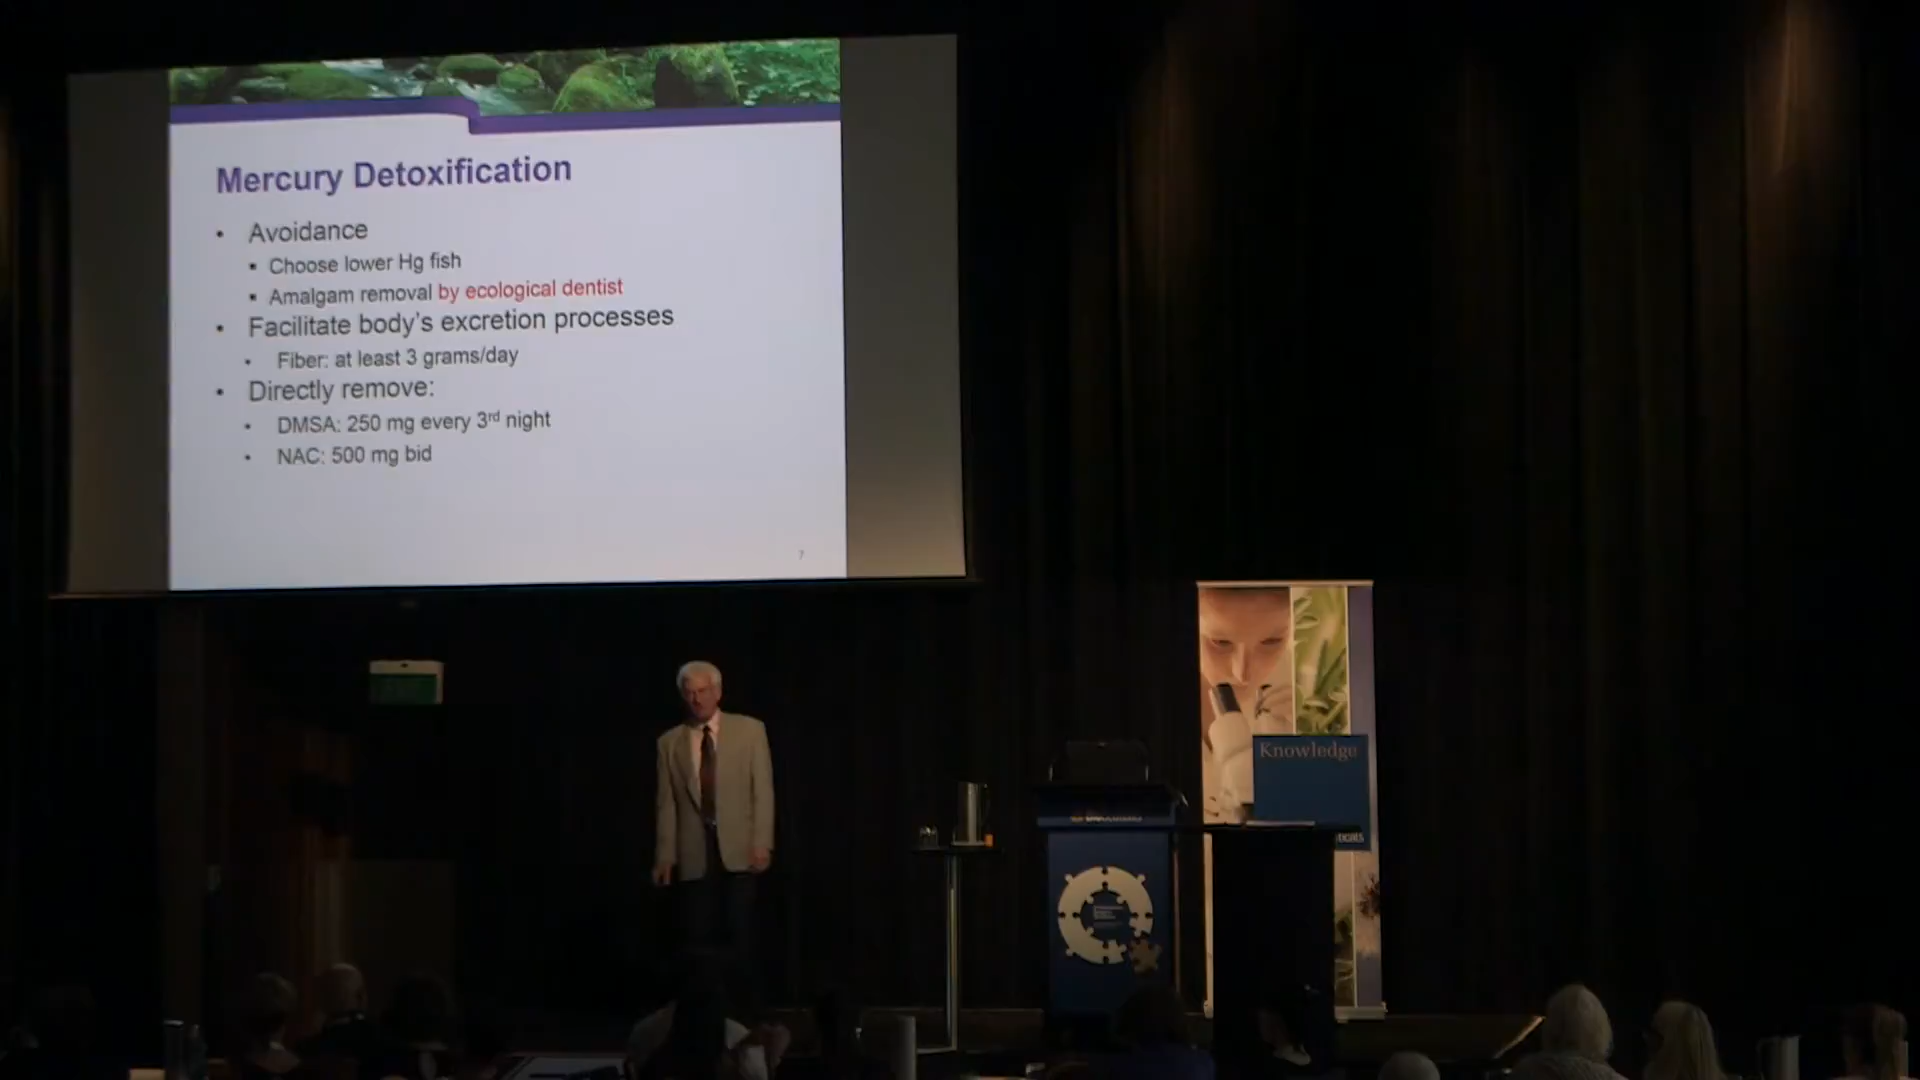 Mercury Detoxification
• Avoidance
▪ Choose lower Hg fish
▪ Amalgam removal by ecological dentist
• Facilitate body's excretion processes
• Fiber: at least 3 grams/day
• Directly remove:
• DMSA: 250 mg every 3rd night
• NAC: 500 mg bid
7
Knowledge